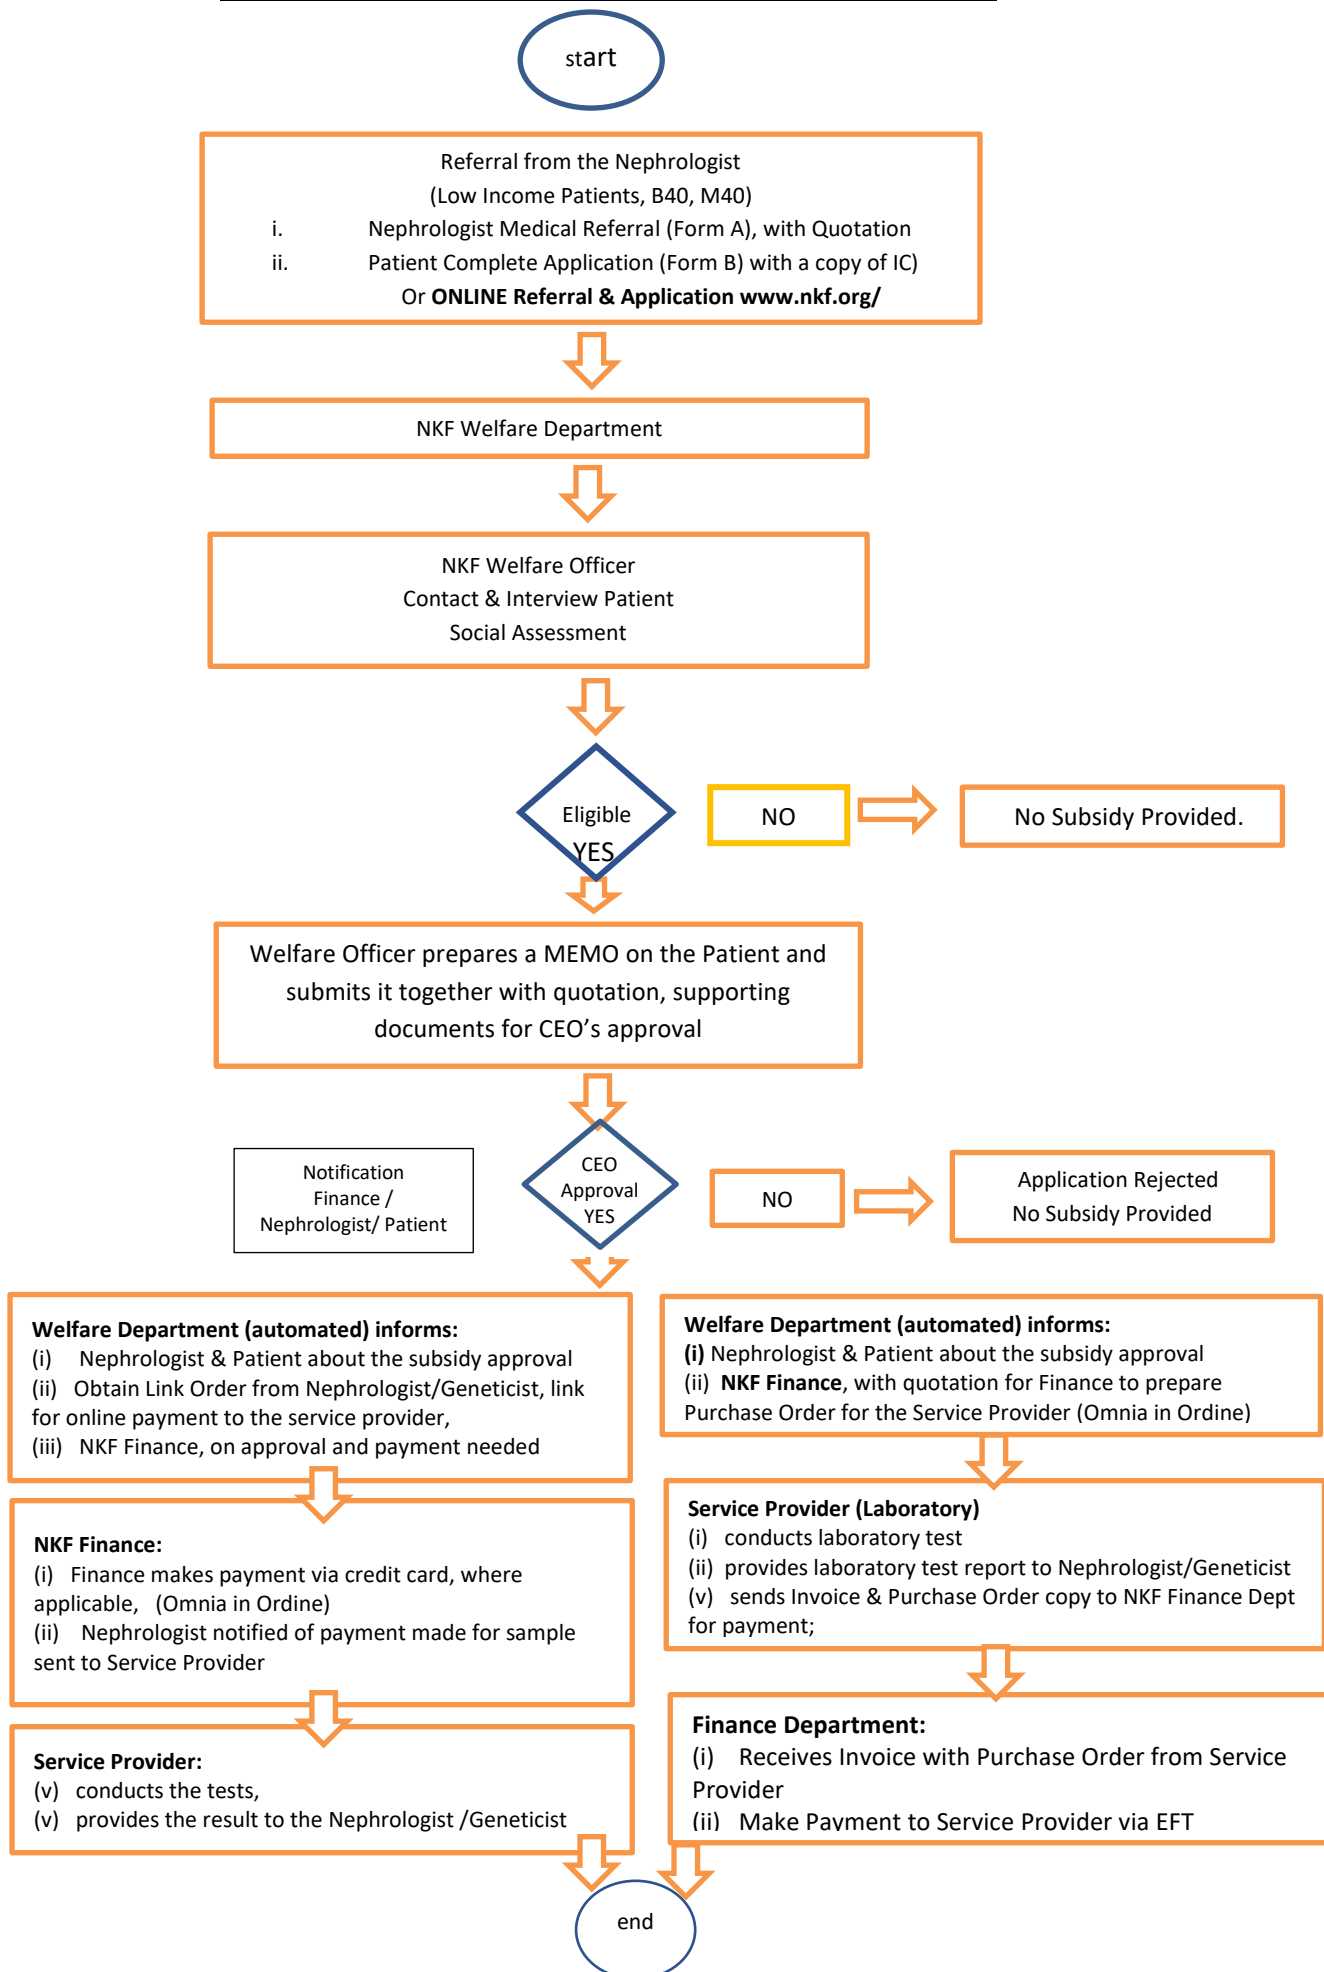 start
Referral from the Nephrologist
(Low Income Patients, B40, M40)
i. Nephrologist Medical Referral (Form A), with Quotation
ii. Patient Complete Application (Form B) with a copy of IC)
Or ONLINE Referral & Application www.nkf.org/
NKF Welfare Department
NKF Welfare Officer
Contact & Interview Patient
Social Assessment
Eligible
YES
NO
No Subsidy Provided.
Welfare Officer prepares a MEMO on the Patient and
submits it together with quotation, supporting
documents for CEO’s approval
Notification
Finance /
Nephrologist/ Patient
CEO
Approval
YES
NO
Application Rejected
No Subsidy Provided
Welfare Department (automated) informs:
(i) Nephrologist & Patient about the subsidy approval
(ii) Obtain Link Order from Nephrologist/Geneticist, link
for online payment to the service provider,
(iii) NKF Finance, on approval and payment needed
Welfare Department (automated) informs:
(i) Nephrologist & Patient about the subsidy approval
(ii) NKF Finance, with quotation for Finance to prepare
Purchase Order for the Service Provider (Omnia in Ordine)
NKF Finance:
(i) Finance makes payment via credit card, where
applicable, (Omnia in Ordine)
(ii) Nephrologist notified of payment made for sample
sent to Service Provider
Service Provider (Laboratory)
(i) conducts laboratory test
(ii) provides laboratory test report to Nephrologist/Geneticist
(v) sends Invoice & Purchase Order copy to NKF Finance Dept
for payment;
Service Provider:
(v) conducts the tests,
(v) provides the result to the Nephrologist /Geneticist
Finance Department:
(i) Receives Invoice with Purchase Order from Service
Provider
(ii) Make Payment to Service Provider via EFT
end